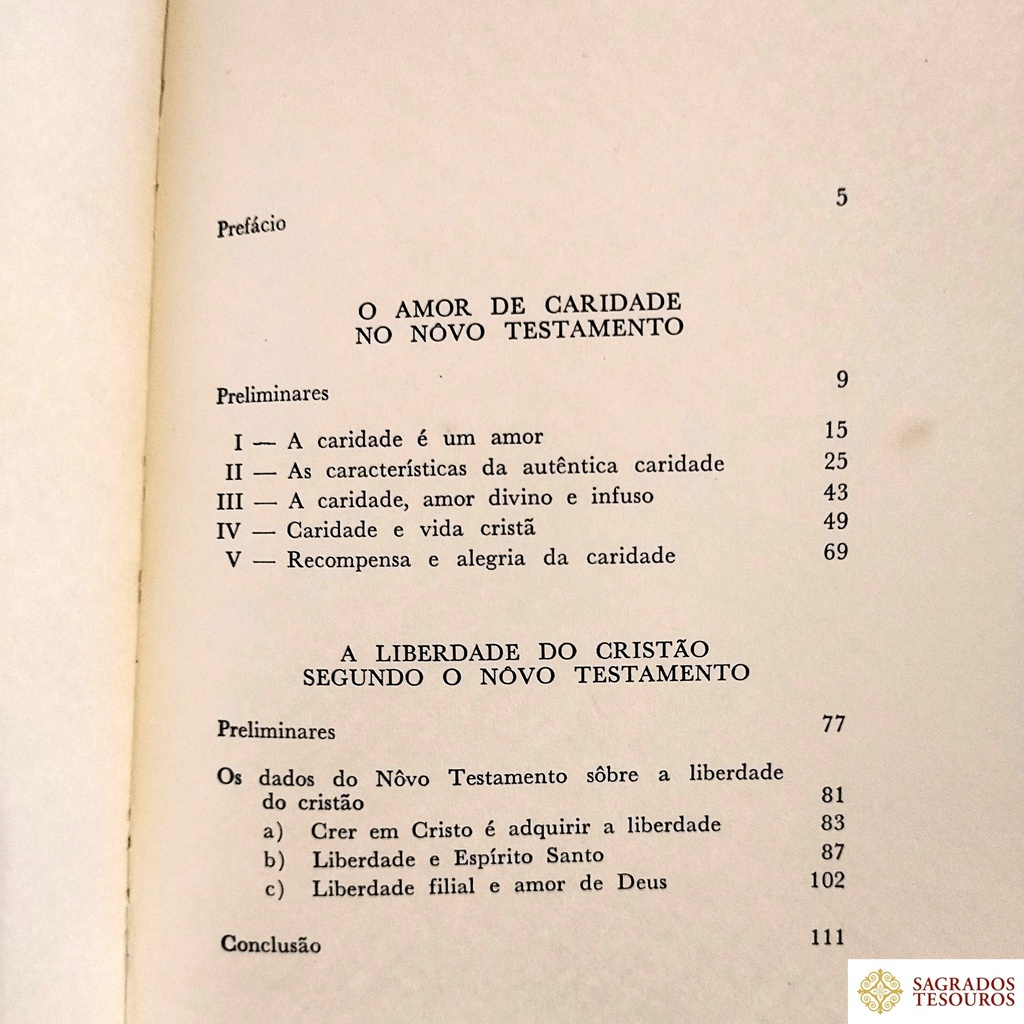 Prefácio 5
O AMOR DE CARIDADE
NO NÔVO TESTAMENTO
Preliminares 9
I — A caridade é um amor 15
II — As características da autêntica caridade 25
III — A caridade, amor divino e infuso 43
IV — Caridade e vida cristã 49
V — Recompensa e alegria da caridade 69
A LIBERDADE DO CRISTÃO
SEGUNDO O NÔVO TESTAMENTO
Preliminares 77
Os dados do Nôvo Testamento sôbre a liberdade
do cristão 81
a) Crer em Cristo é adquirir a liberdade 83
b) Liberdade e Espírito Santo 87
c) Liberdade filial e amor de Deus 102
Conclusão 111
SAGRADOS
TESOUROS